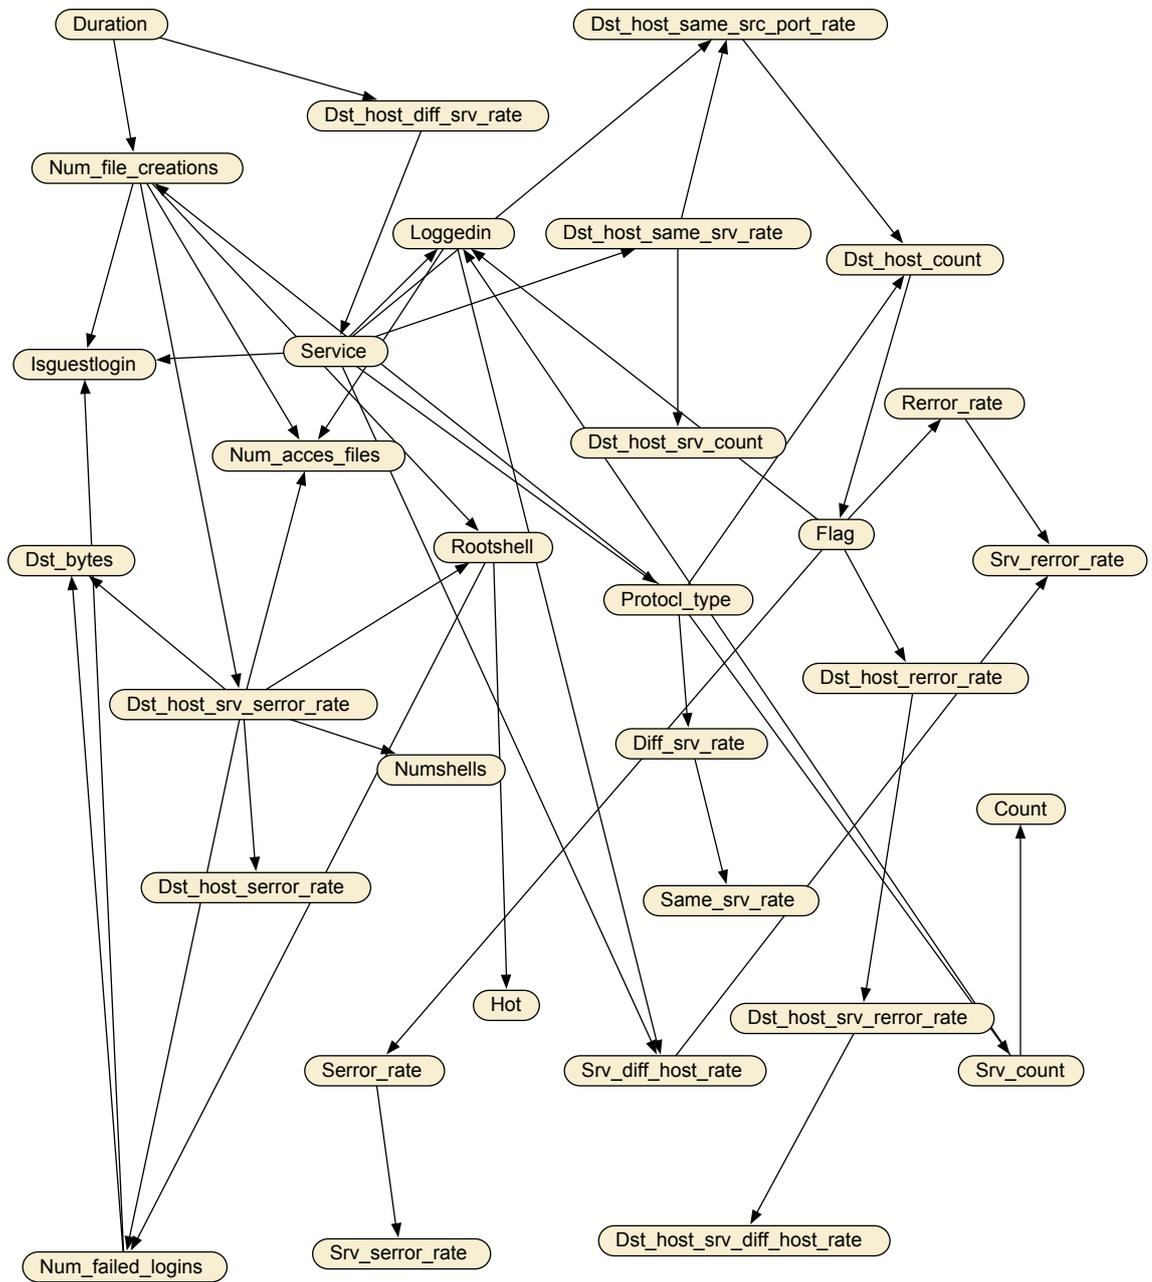 Duration
Dst_host_same_src_port_rate
Dst_host_diff_srv_rate
Num_file_creations
Loggedin
Dst_host_same_srv_rate
Dst_host_count
Service
Isguestlogin
Rerror_rate
Dst_host_srv_count
Num_acces_files
Flag
Rootshell
Dst_bytes
Srv_rerror_rate
Protocl_type
Dst_host_rerror_rate
Dst_host_srv_serror_rate
Diff_srv_rate
Numshells
Count
Dst_host_serror_rate
Same_srv_rate
Hot
Dst_host_srv_rerror_rate
Serror_rate
Srv_diff_host_rate
Srv_count
Dst_host_srv_diff_host_rate
Srv_serror_rate
Num_failed_logins